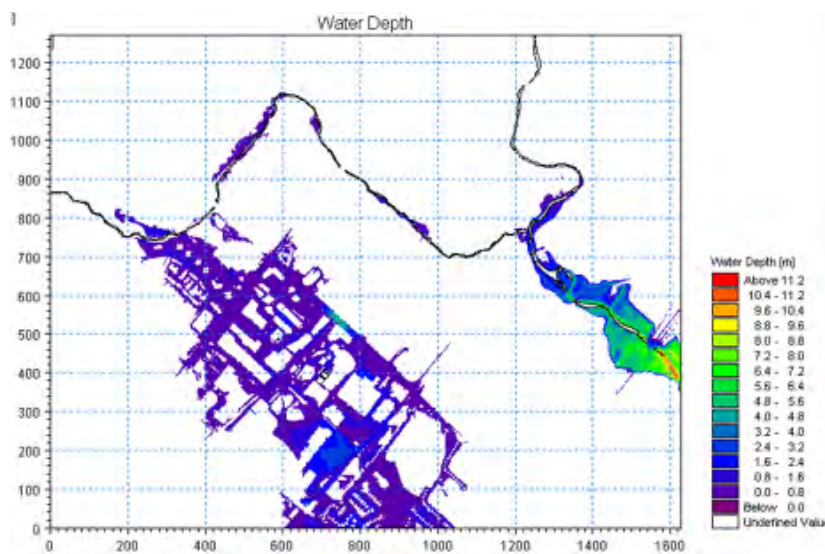 ]
Water Depth
1200
1100
1000
900
800
700
600
500
400
300
200
100
0
0 200 400 600 800 1000 1200 1400 1600
Water Depth [m]
Above 11.2
10.4 - 11.2
9.6 - 10.4
8.8 - 9.6
8.0 - 8.8
7.2 - 8.0
6.4 - 7.2
5.6 - 6.4
4.8 - 5.6
4.0 - 4.8
3.2 - 4.0
2.4 - 3.2
1.6 - 2.4
0.8 - 1.6
0.0 - 0.8
Below 0.0
Undefined Value